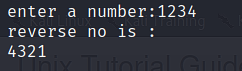 enter a number:1234
reverse no is :
4321